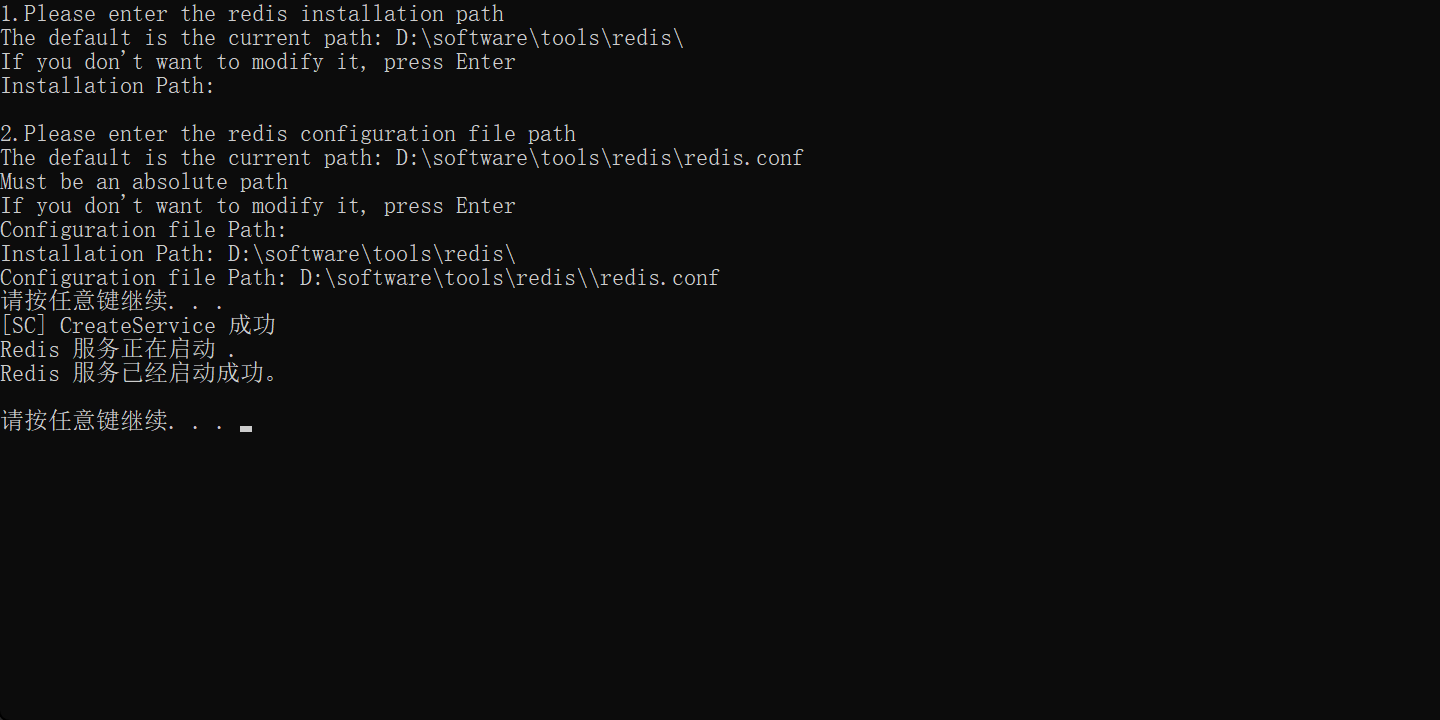 1.Please enter the redis installation path
The default is the current path: D:\software\tools\redis\
If you don't want to modify it, press Enter
Installation Path:
2.Please enter the redis configuration file path
The default is the current path: D:\software\tools\redis\redis.conf
Must be an absolute path
If you don't want to modify it, press Enter
Configuration file Path:
Installation Path: D:\software\tools\redis\
Configuration file Path: D:\software\tools\redis\\redis.conf
请按任意键继续. . .
[SC] CreateService 成功
Redis 服务正在启动 .
Redis 服务已经启动成功。
请按任意键继续. . .